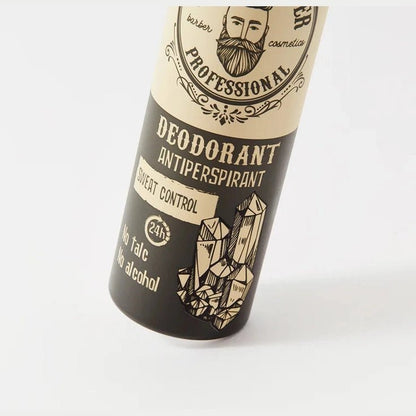 barber
cosmetics
PROFESSIONAL
DEODORANT
ANTIPERSPIRANT
SWEAT CONTROL
24h
No talc
No alcohol